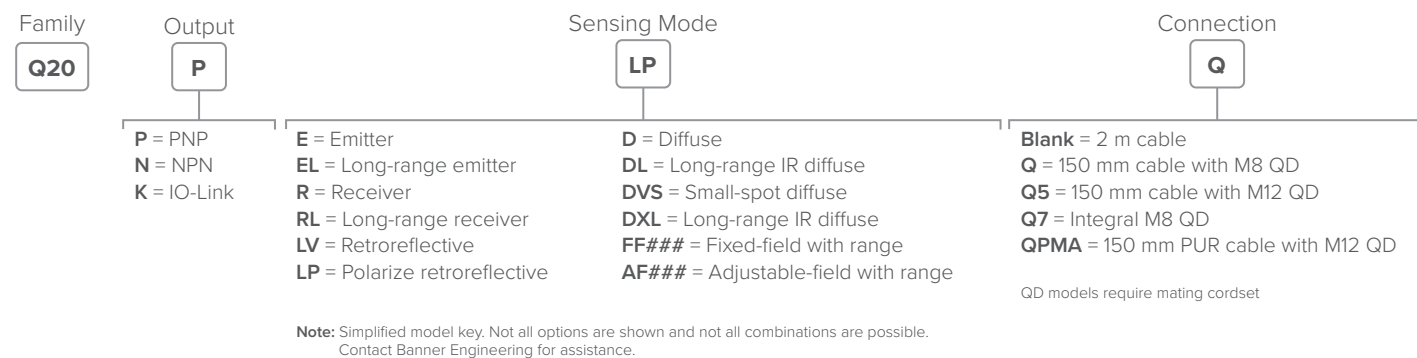 Family
Output
Sensing Mode
Connection
Q20
P
LP
Q
P = PNP
N = NPN
K = IO-Link
E = Emitter
EL = Long-range emitter
R = Receiver
RL = Long-range receiver
LV = Retroreflective
LP = Polarize retroreflective
D = Diffuse
DL = Long-range IR diffuse
DVS = Small-spot diffuse
DXL = Long-range IR diffuse
FF### = Fixed-field with range
AF### = Adjustable-field with range
Blank = 2 m cable
Q = 150 mm cable with M8 QD
Q5 = 150 mm cable with M12 QD
Q7 = Integral M8 QD
QPMA = 150 mm PUR cable with M12 QD
QD models require mating cordset
Note: Simplified model key. Not all options are shown and not all combinations are possible.
Contact Banner Engineering for assistance.